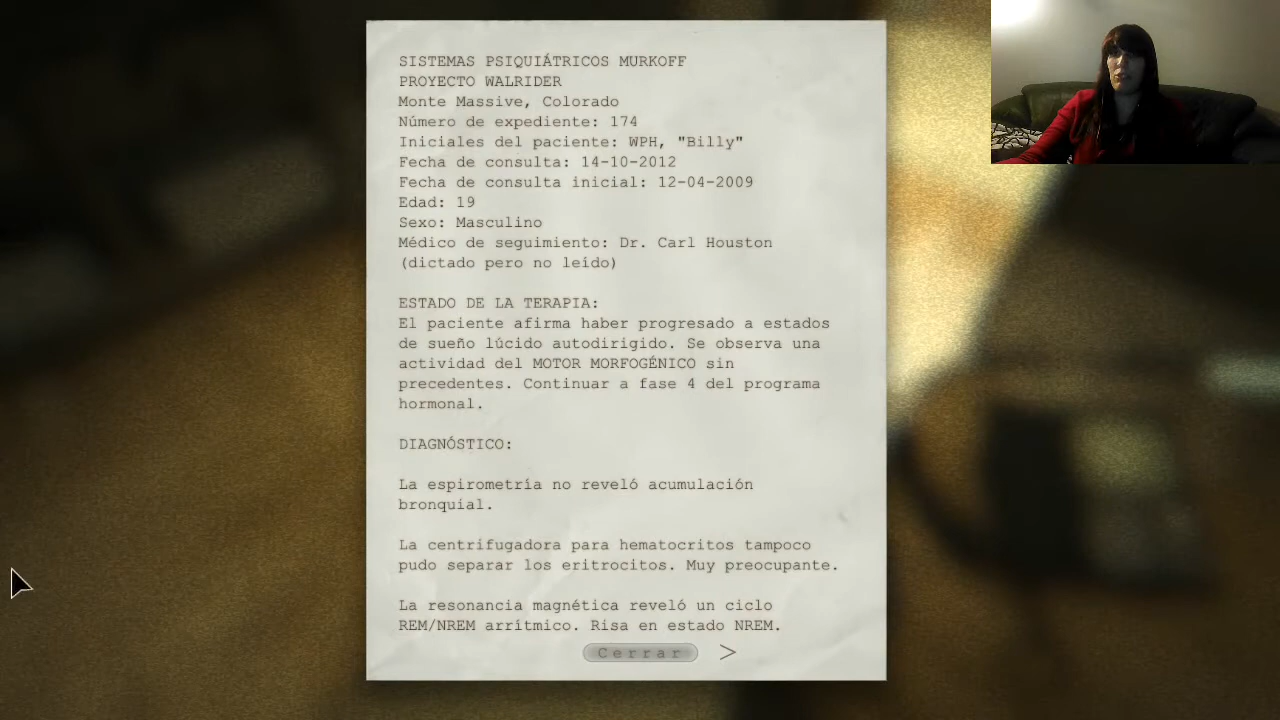 SISTEMAS PSIQUIÁTRICOS MURKOFF
PROYECTO WALRIDER
Monte Massive, Colorado
Número de expediente: 174
Iniciales del paciente: WPH, "Billy"
Fecha de consulta: 14-10-2012
Fecha de consulta inicial: 12-04-2009
Edad: 19
Sexo: Masculino
Médico de seguimiento: Dr. Carl Houston
(dictado pero no leído)
ESTADO DE LA TERAPIA:
El paciente afirma haber progresado a estados
de sueño lúcido autodirigido. Se observa una
actividad del MOTOR MORFOGÉNICO sin
precedentes. Continuar a fase 4 del programa
hormonal.
DIAGNÓSTICO:
La espirometría no reveló acumulación
bronquial.
La centrifugadora para hematocritos tampoco
pudo separar los eritrocitos. Muy preocupante.
La resonancia magnética reveló un ciclo
REM/NREM arrítmico. Risa en estado NREM.
Cerrar >